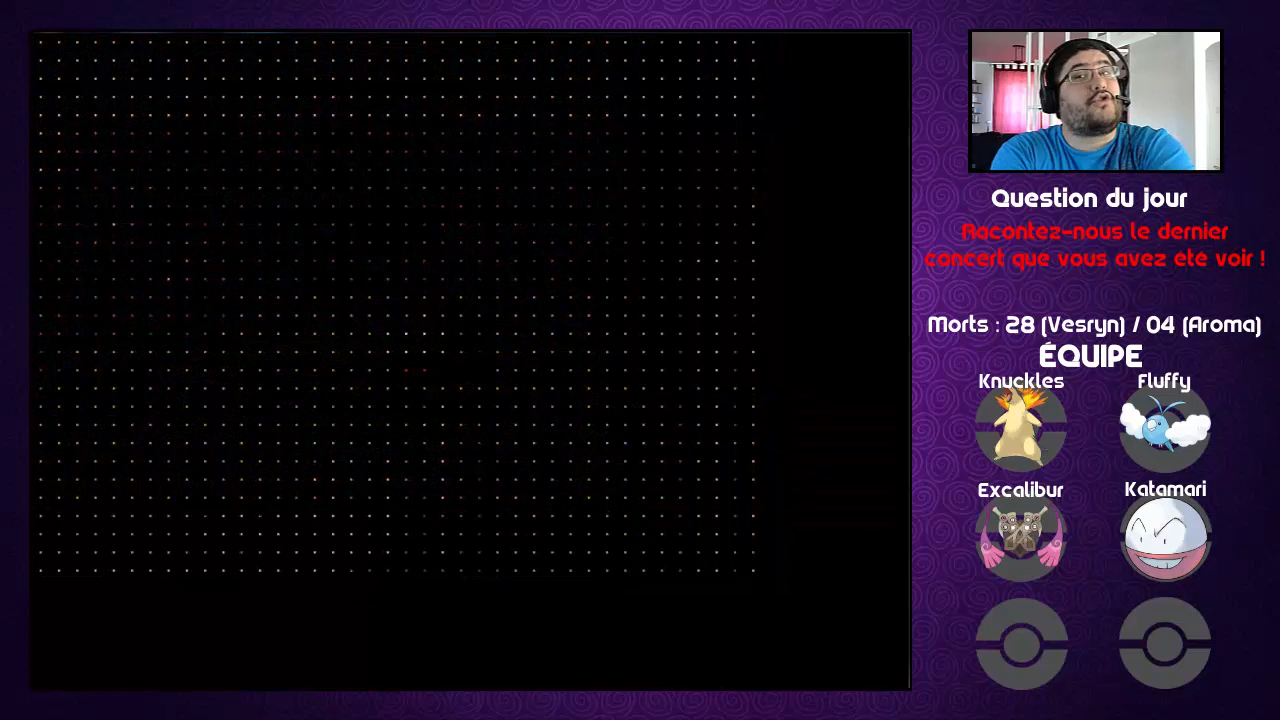 Question du jour
Racontez-nous le dernier
concert que vous avez été voir !
Morts : 28 (Vesryn) / 04 (Aroma)
ÉQUIPE
Knuckles
Fluffy
Excalibur
Katamari